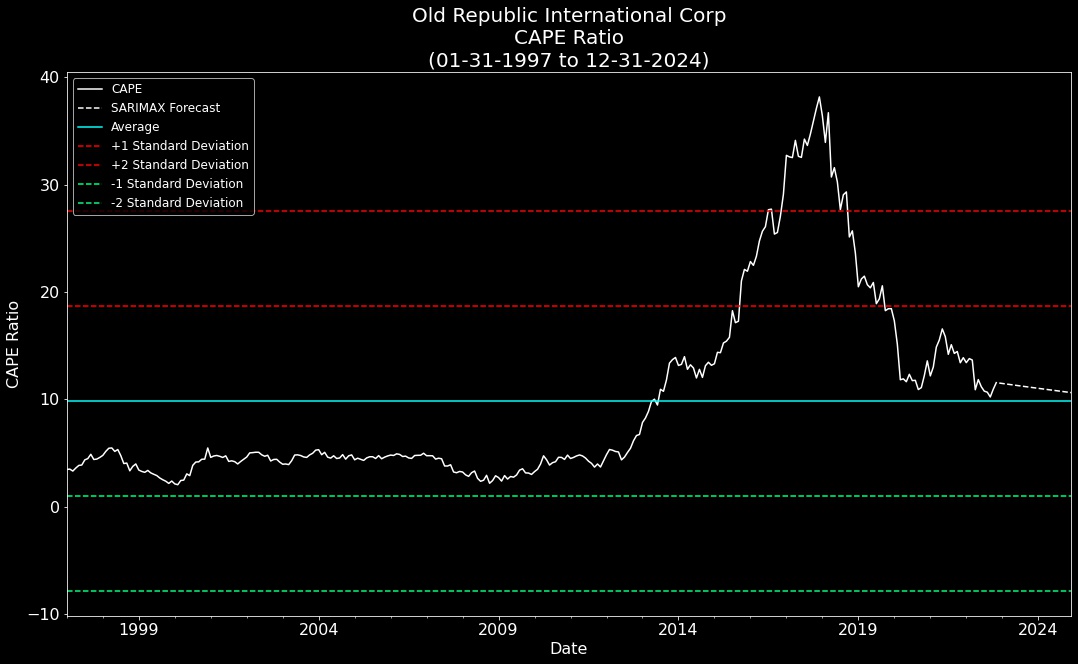 Old Republic International Corp
CAPE Ratio
(01-31-1997 to 12-31-2024)
40
30
20
10
0
−10
CAPE Ratio
CAPE
SARIMAX Forecast
Average
+1 Standard Deviation
+2 Standard Deviation
-1 Standard Deviation
-2 Standard Deviation
1999
2004
2009
2014
2019
2024
Date